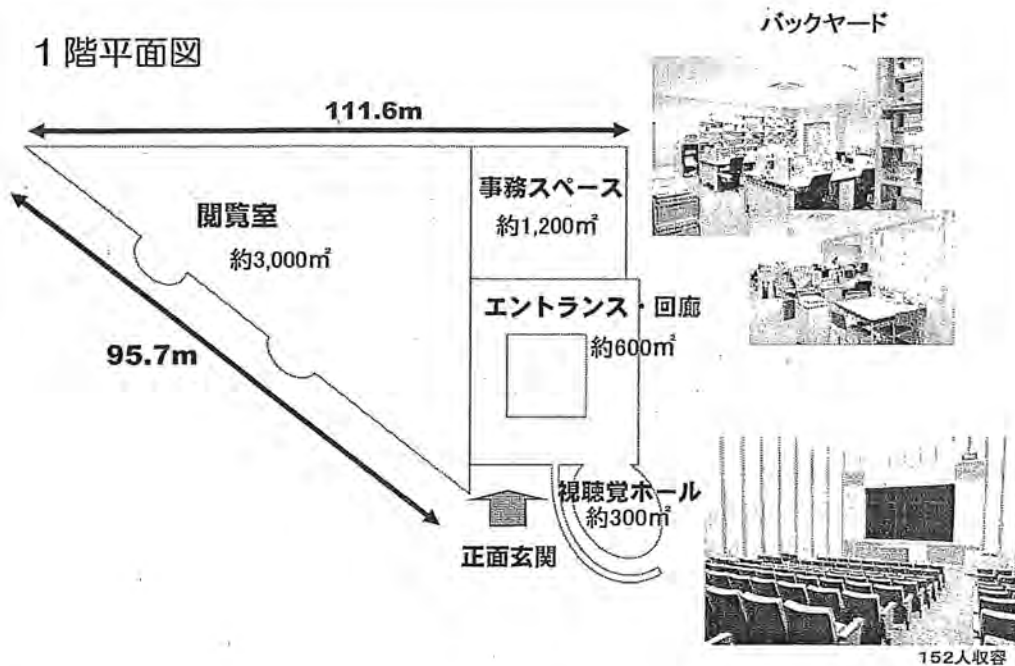 バックヤード
1階平面図
111.6m
事務スペース
約1,200㎡
閲覧室
約3,000㎡
エントランス・回廊
約600㎡
95.7m
視聴覚ホール
約300㎡
正面玄関
152人収容